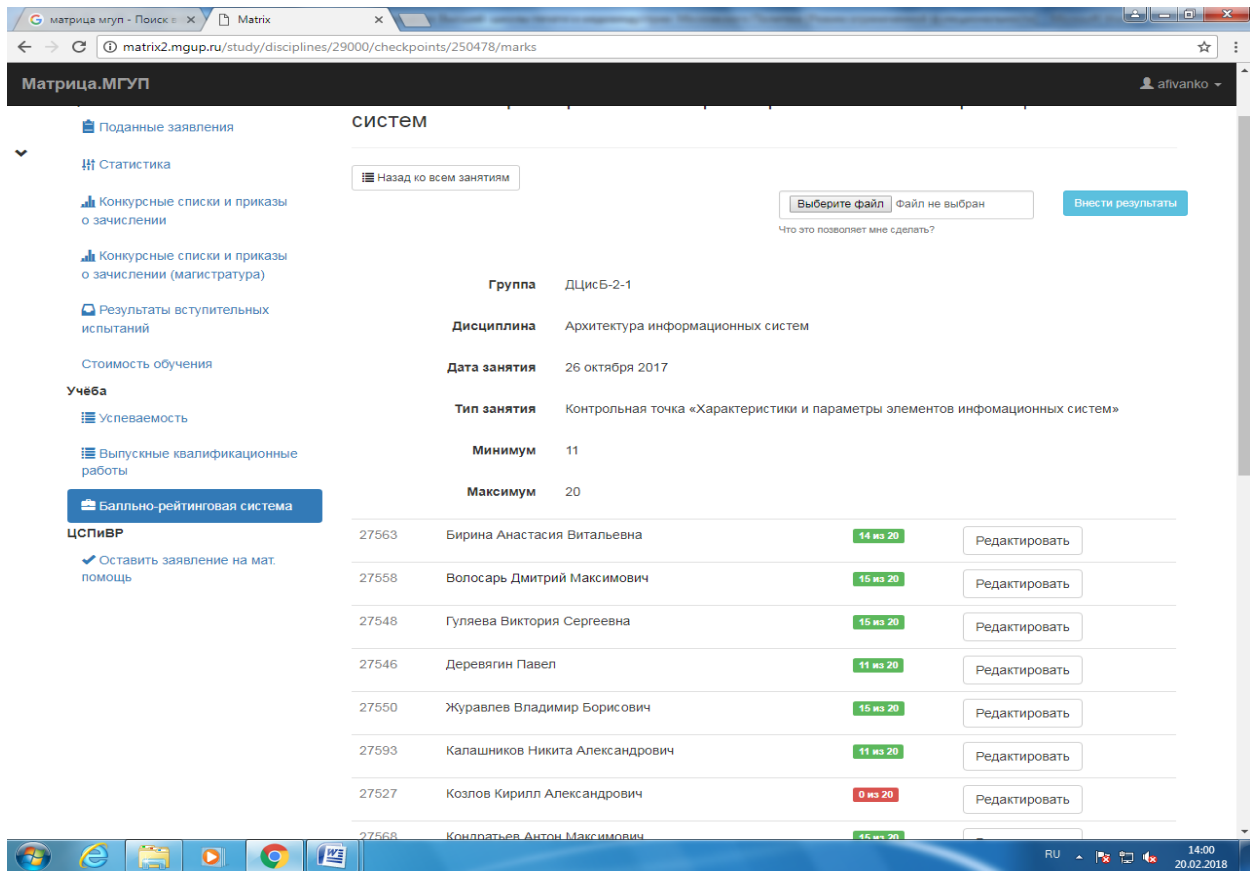 матрица мгуп - Поиск в
Matrix
matrix2.mgup.ru/study/disciplines/29000/checkpoints/250478/marks
Матрица.МГУП
afivanko
Поданные заявления
Статистика
Конкурсные списки и приказы
о зачислении
Конкурсные списки и приказы
о зачислении (магистратура)
Результаты вступительных
испытаний
Стоимость обучения
Учёба
Успеваемость
Выпускные квалификационные
работы
Балльно-рейтинговая система
ЦСПиВР
Оставить заявление на мат.
помощь
систем
Назад ко всем занятиям
Выберите файл Файл не выбран
Внести результаты
Что это позволяет мне сделать?
Группа ДЦисБ-2-1
Дисциплина Архитектура информационных систем
Дата занятия 26 октября 2017
Тип занятия Контрольная точка «Характеристики и параметры элементов инфомационных систем»
Минимум 11
Максимум 20
27563 Бирина Анастасия Витальевна 14 из 20 Редактировать
27558 Волосарь Дмитрий Максимович 15 из 20 Редактировать
27548 Гуляева Виктория Сергеевна 15 из 20 Редактировать
27546 Деревягин Павел 11 из 20 Редактировать
27550 Журавлев Владимир Борисович 15 из 20 Редактировать
27593 Калашников Никита Александрович 11 из 20 Редактировать
27527 Козлов Кирилл Александрович 0 из 20 Редактировать
27568 Кондратьев Антон Максимович 15 из 20
RU
14:00
20.02.2018